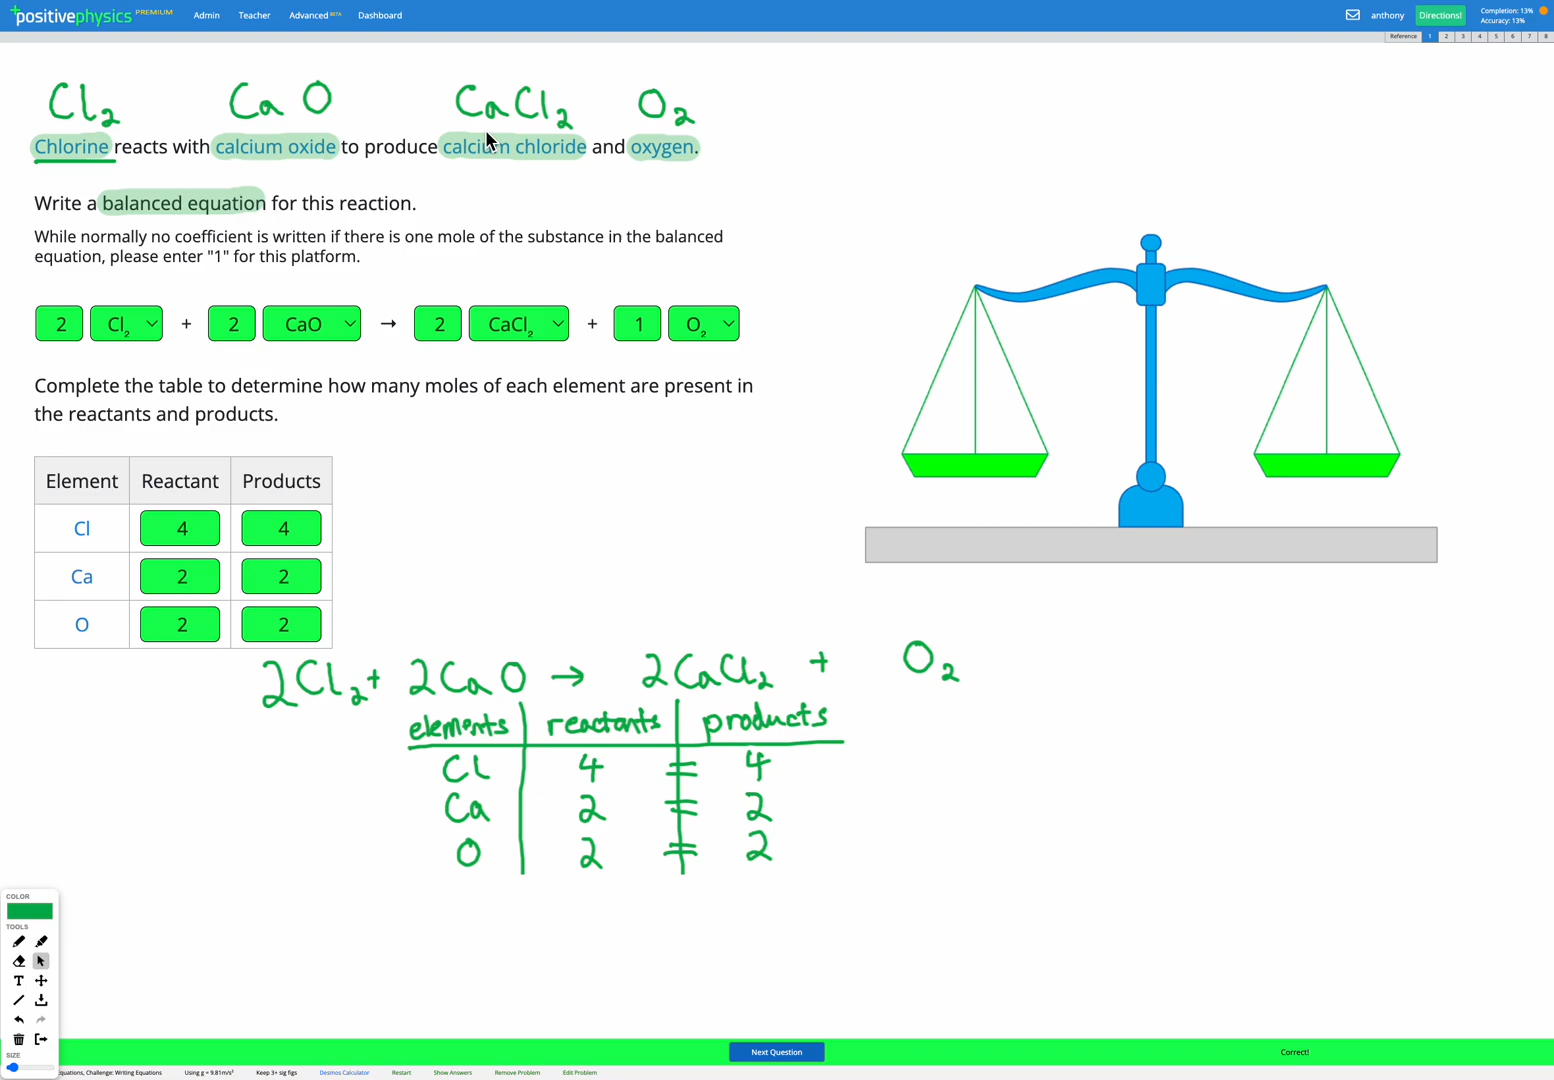 positivephysics PREMIUM Admin Teacher Advanced BETA Dashboard anthony Directions! Completion: 13%
Accuracy: 13%
Reference 1 2 3 4 5 6 7 8
Cl₂ CaO CaCl₂ O₂
Chlorine reacts with calcium oxide to produce calcium chloride and oxygen.
Write a balanced equation for this reaction.
While normally no coefficient is written if there is one mole of the substance in the balanced
equation, please enter "1" for this platform.
2 Cl₂ + 2 CaO → 2 CaCl₂ + 1 O₂
Complete the table to determine how many moles of each element are present in
the reactants and products.
Element Reactant Products
Cl 4 4
Ca 2 2
O 2 2
2Cl₂ + 2CaO → 2CaCl₂ + O₂
elements reactants products
Cl 4 = 4
Ca 2 = 2
O 2 = 2
COLOR
TOOLS
T
SIZE
Next Question Correct!
equations, Challenge: Writing Equations Using g = 9.81m/s² Keep 3+ sig figs Desmos Calculator Restart Show Answers Remove Problem Edit Problem